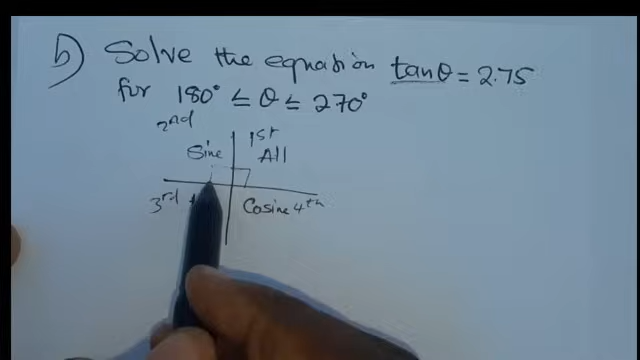 b) Solve the equation tanθ = 2.75
for 180° ≤ θ ≤ 270°
2nd 1st
Sine All
3rd Cosine 4th